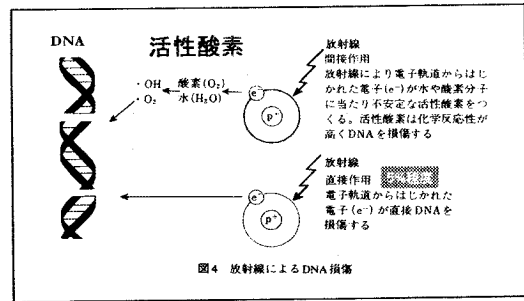 DNA
活性酸素
・OH
酸素(O₂)
・O₂
水(H₂O)
e⁻
p⁺
放射線
間接作用
放射線により電子軌道からはじ
かれた電子(e⁻)が水や酸素分子
に当たり不安定な活性酸素をつ
くる。活性酸素は化学反応性が
高くDNAを損傷する
放射線
直接作用
電子軌道からはじかれた
電子(e⁻)が直接DNAを
損傷する
e⁻
p⁺
図4 放射線によるDNA損傷